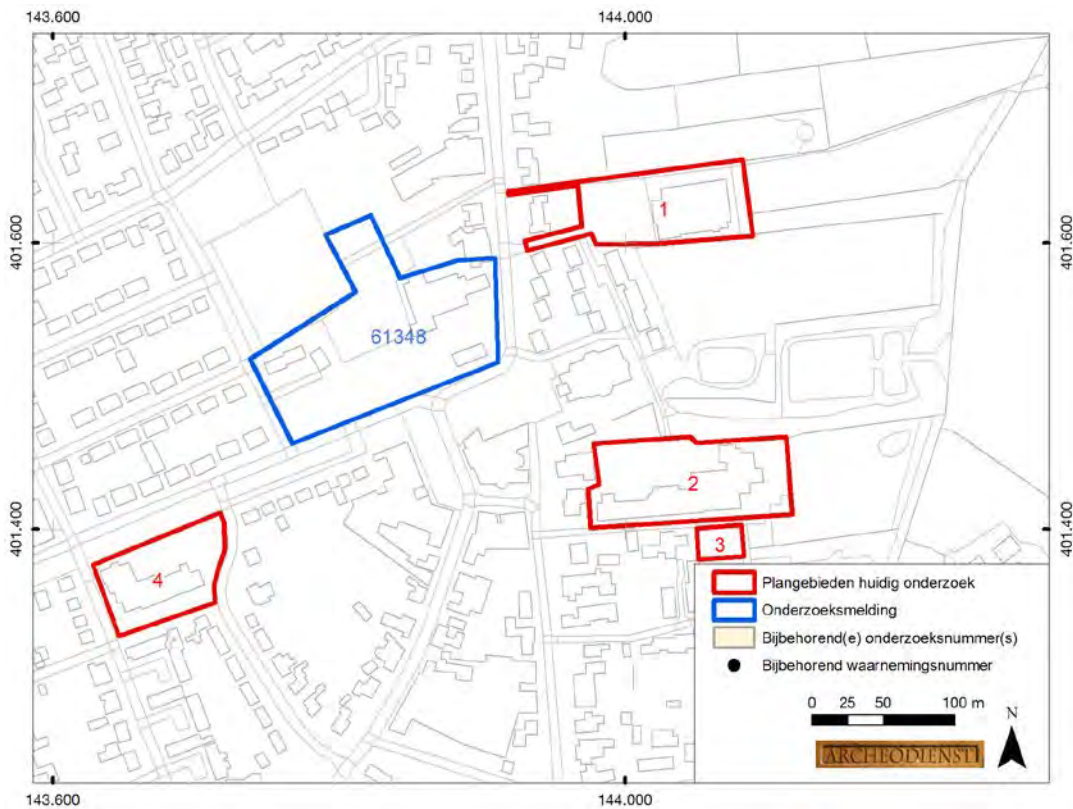 143.600
144.000
401.600
401.600
1
61348
2
401.400
401.400
3
4
Plangebieden huidig onderzoek
Onderzoeksmelding
Bijbehorend(e) onderzoeksnummer(s)
Bijbehorend waarnemingsnummer
0 25 50 100 m
N
ARCHEODIENST
143.600
144.000